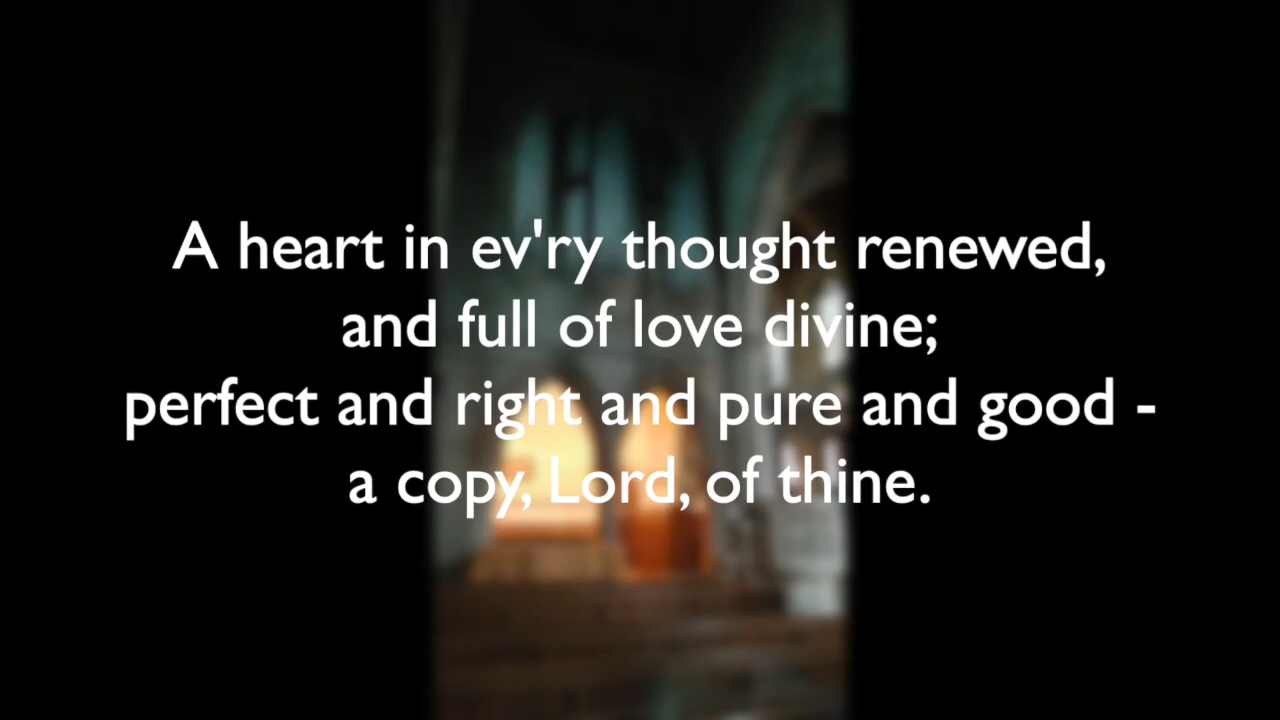 A heart in ev'ry thought renewed,
and full of love divine;
perfect and right and pure and good -
a copy, Lord, of thine.